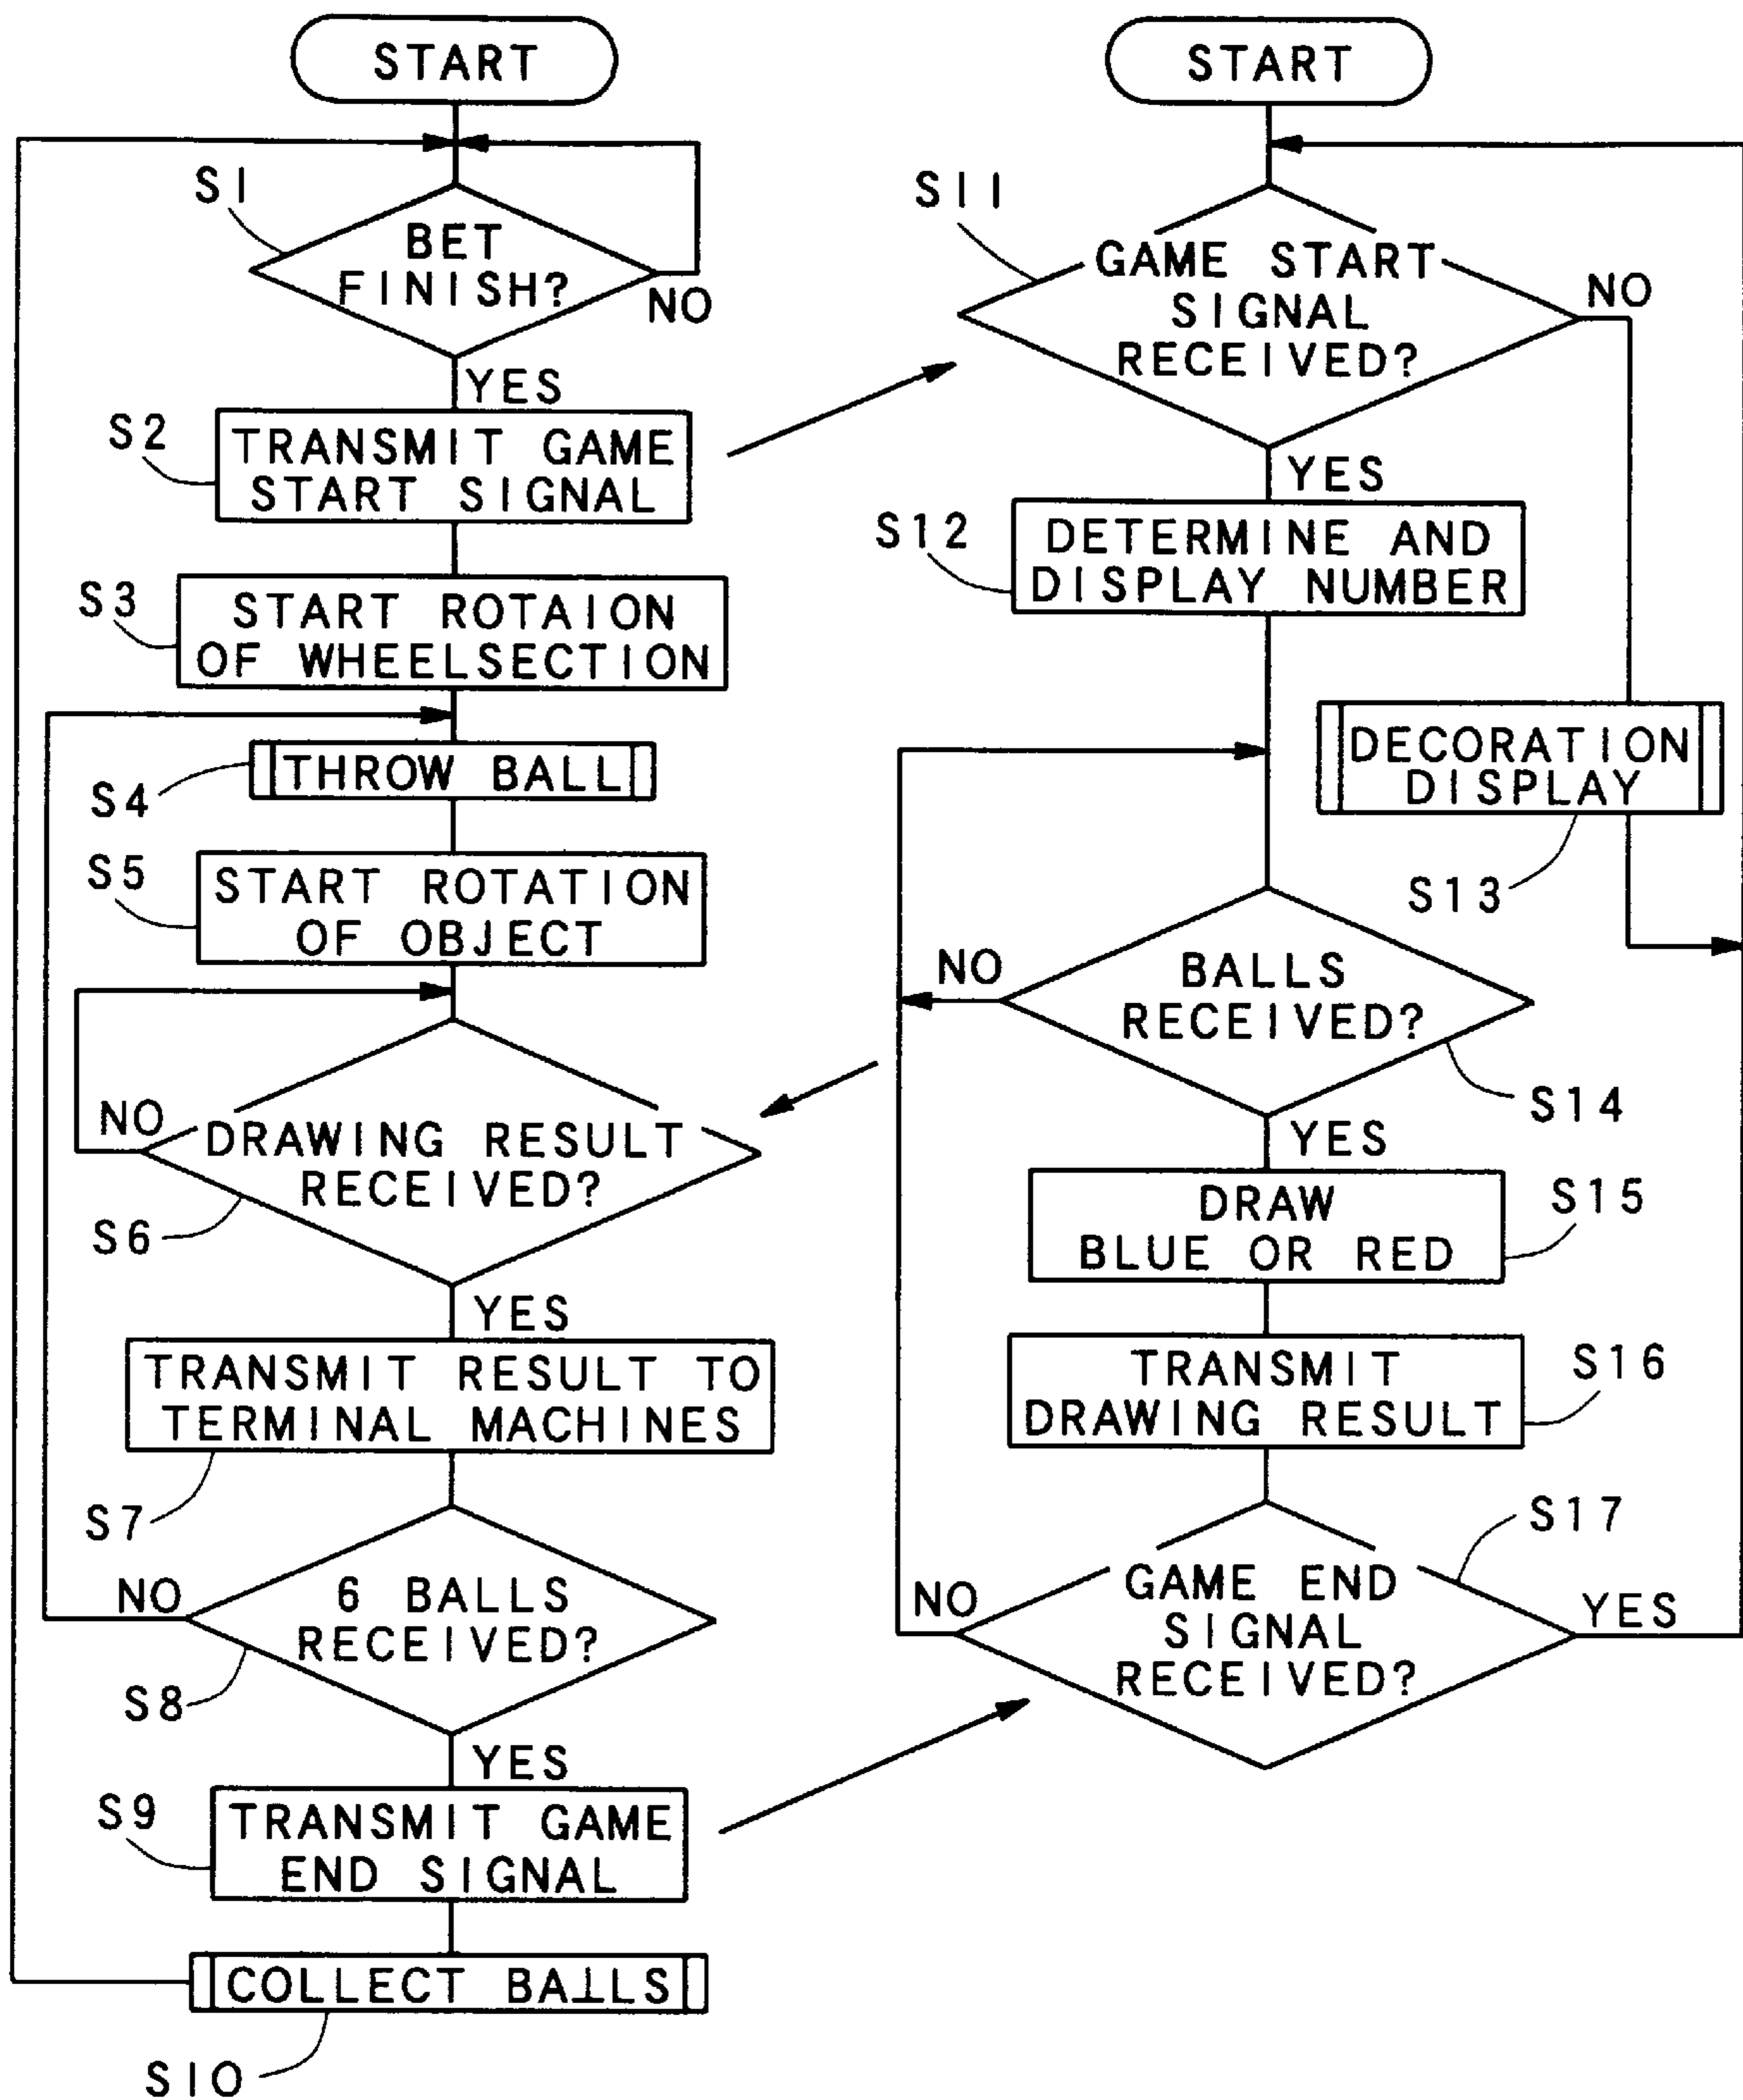 START
S1
BET
FINISH?
NO
YES
S2
TRANSMIT GAME
START SIGNAL
S3
START ROTAION
OF WHEELSECTION
S4
THROW BALL
S5
START ROTATION
OF OBJECT
NO
DRAWING RESULT
RECEIVED?
S6
YES
TRANSMIT RESULT TO
TERMINAL MACHINES
S7
NO
6 BALLS
RECEIVED?
S8
YES
S9
TRANSMIT GAME
END SIGNAL
COLLECT BALLS
S10
START
S11
GAME START
SIGNAL
RECEIVED?
NO
YES
S12
DETERMINE AND
DISPLAY NUMBER
DECORATION
DISPLAY
S13
NO
BALLS
RECEIVED?
S14
YES
DRAW
BLUE OR RED
S15
TRANSMIT
DRAWING RESULT
S16
S17
NO
GAME END
SIGNAL
RECEIVED?
YES